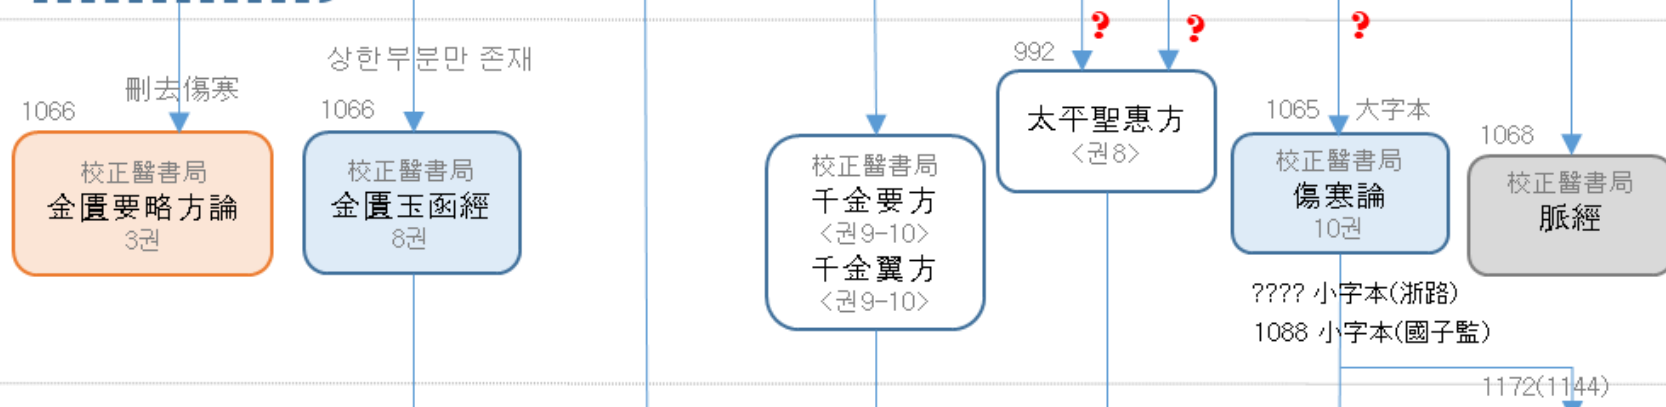 ?
?
?
992
상한부분만 존재
刪去傷寒
1066
1066
1065
大字本
1068
校正醫書局
金匱要略方論
3권
校正醫書局
金匱玉函經
8권
校正醫書局
千金要方
<권9-10>
千金翼方
<권9-10>
太平聖惠方
<권8>
校正醫書局
傷寒論
10권
校正醫書局
脈經
???? 小字本(浙路)
1088 小字本(國子監)
1172(1144)